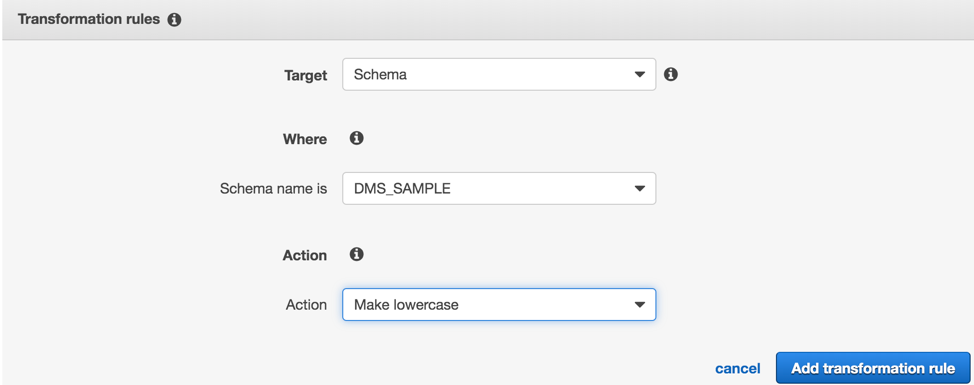 Transformation rules
Target Schema
Where
Schema name is DMS_SAMPLE
Action
Action Make lowercase
cancel Add transformation rule